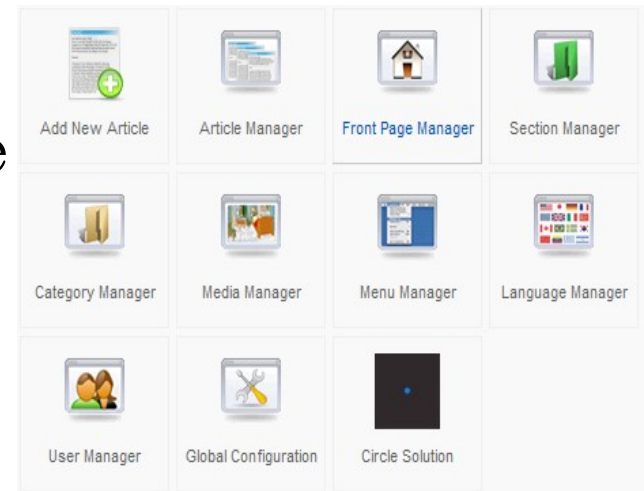 e
Add New Article Article Manager Front Page Manager Section Manager
Category Manager Media Manager Menu Manager Language Manager
User Manager Global Configuration Circle Solution